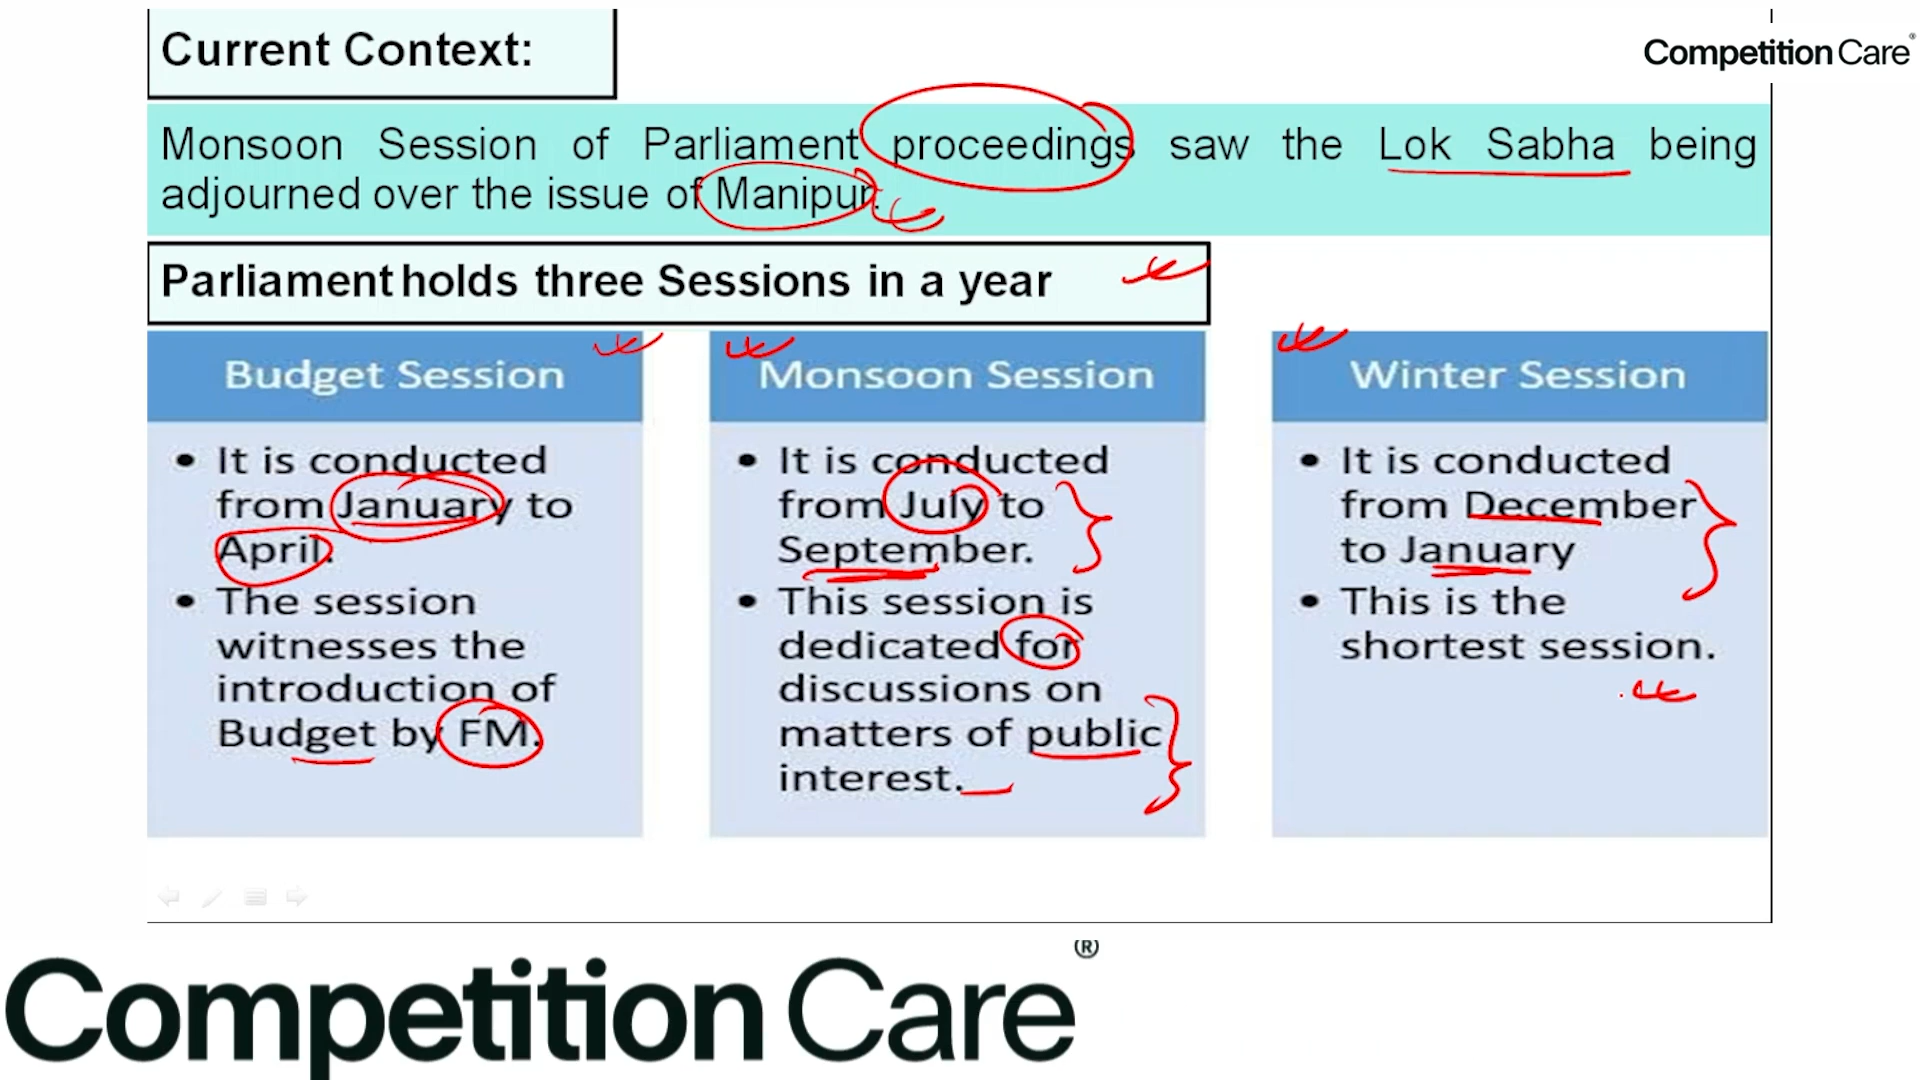 Current Context:
CompetitionCare®
Monsoon Session of Parliament proceedings saw the Lok Sabha being
adjourned over the issue of Manipur.
Parliament holds three Sessions in a year
Budget Session
• It is conducted
from January to
April.
• The session
witnesses the
introduction of
Budget by FM.
Monsoon Session
• It is conducted
from July to
September.
• This session is
dedicated for
discussions on
matters of public
interest.
Winter Session
• It is conducted
from December
to January
• This is the
shortest session.
Competition Care®